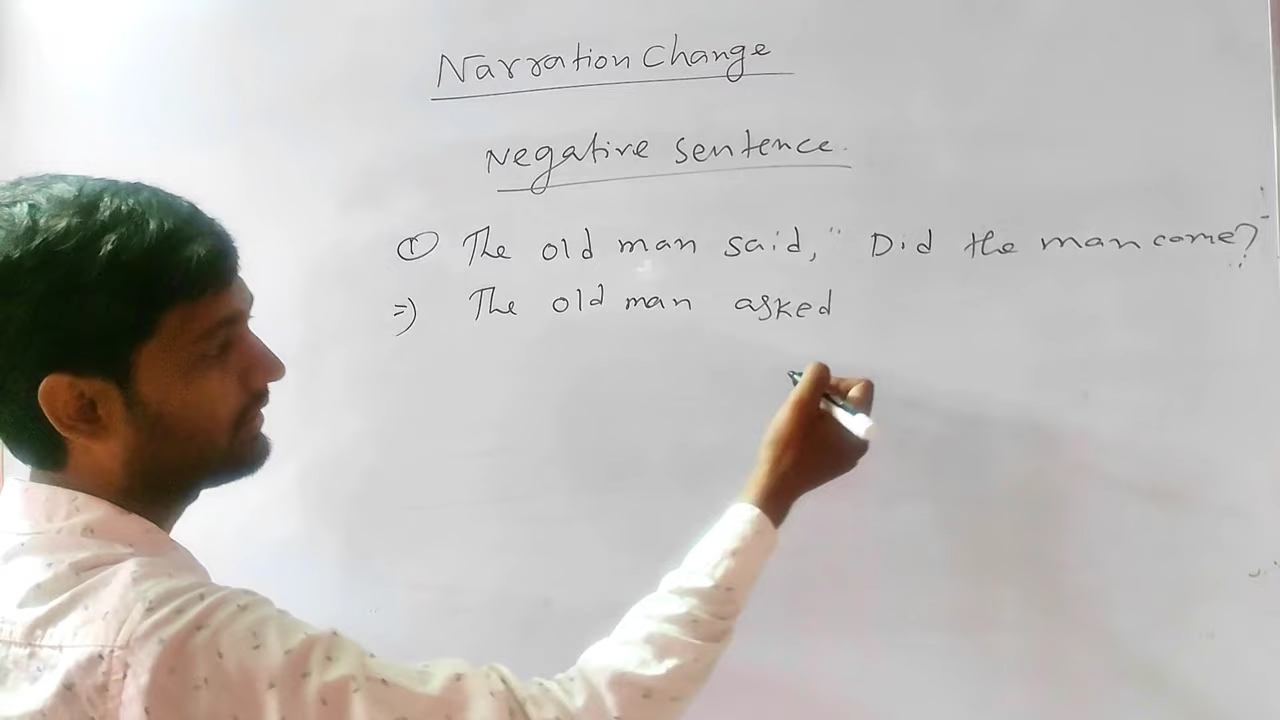 Narration Change
Negative sentence.
① The old man said, " Did the man come?"
⇒ The old man asked